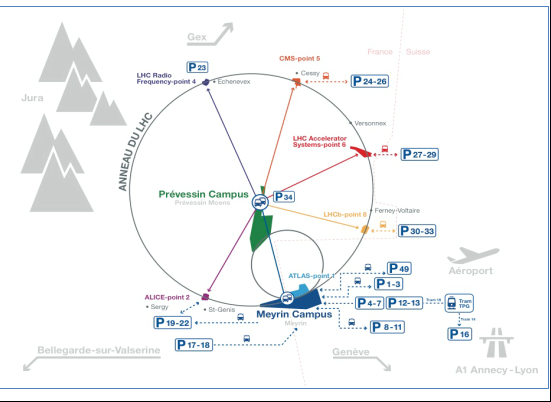 Gex
France
Suisse
CMS-point 5
P 23
Cessy
LHC Radio
Frequency-point 4
Echenevex
P 24-26
Jura
Versonnex
ANNEAU DU LHC
LHC Accelerator
Systems-point 6
P 27-29
Prévessin Campus
Prévessin Moens
P 34
LHCb-point 8
Ferney-Voltaire
P 30-33
Aéroport
ATLAS-point 1
P 49
P 1-3
ALICE-point 2
Sergy
St-Genis
P 4-7
P 12-13
Tram 18
Tram
TPG
Meyrin Campus
Meyrin
P 19-22
P 8-11
Tram 14
P 16
P 17-18
Bellegarde-sur-Valserine
Genève
A1 Annecy - Lyon